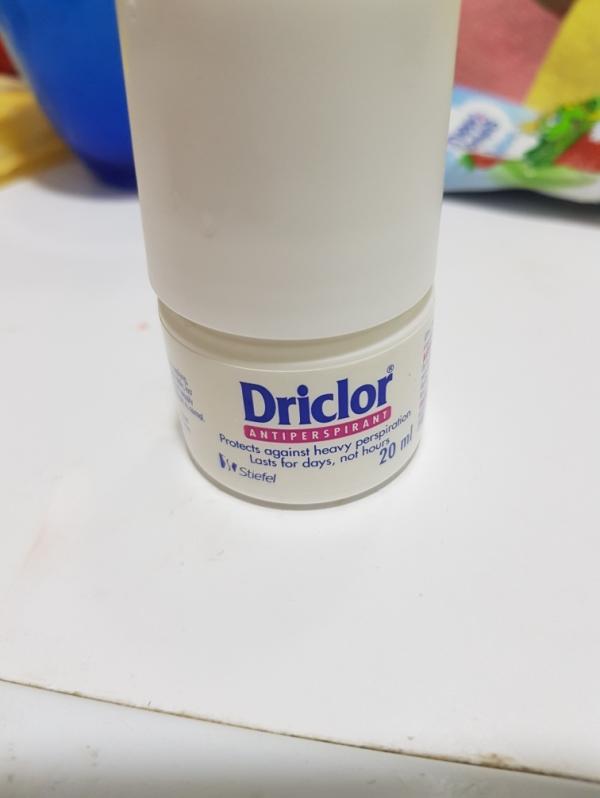 Driclor®
ANTIPERSPIRANT
Protects against heavy perspiration
Lasts for days, not hours
20 ml
Stiefel